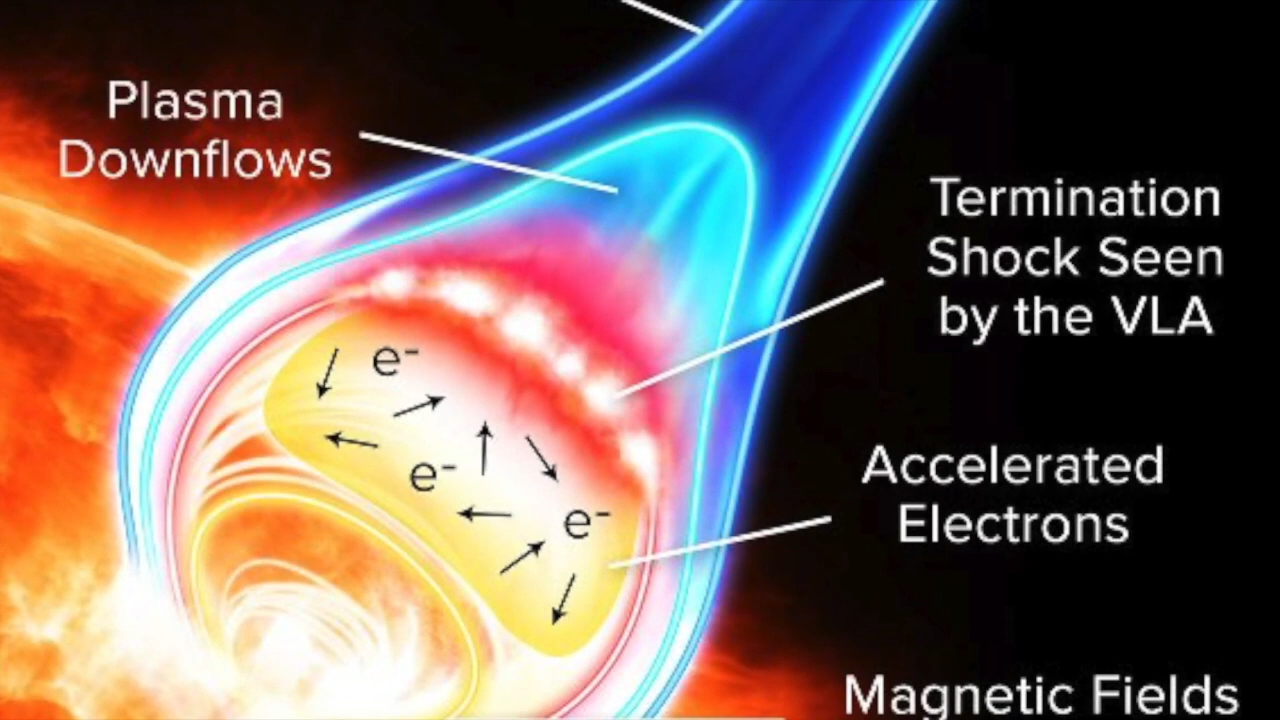 Plasma
Downflows
Termination
Shock Seen
by the VLA
e-
e-
e-
Accelerated
Electrons
Magnetic Fields